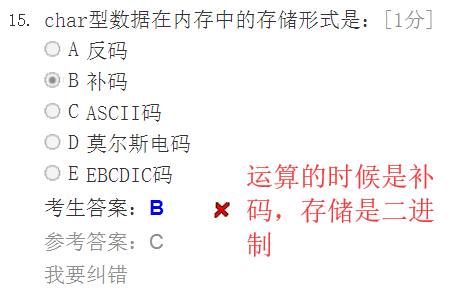 15. char型数据在内存中的存储形式是：[1分]
A 反码
B 补码
C ASCII码
D 莫尔斯电码
E EBCDIC码
考生答案：B
参考答案：C
我要纠错
运算的时候是补
码，存储是二进
制